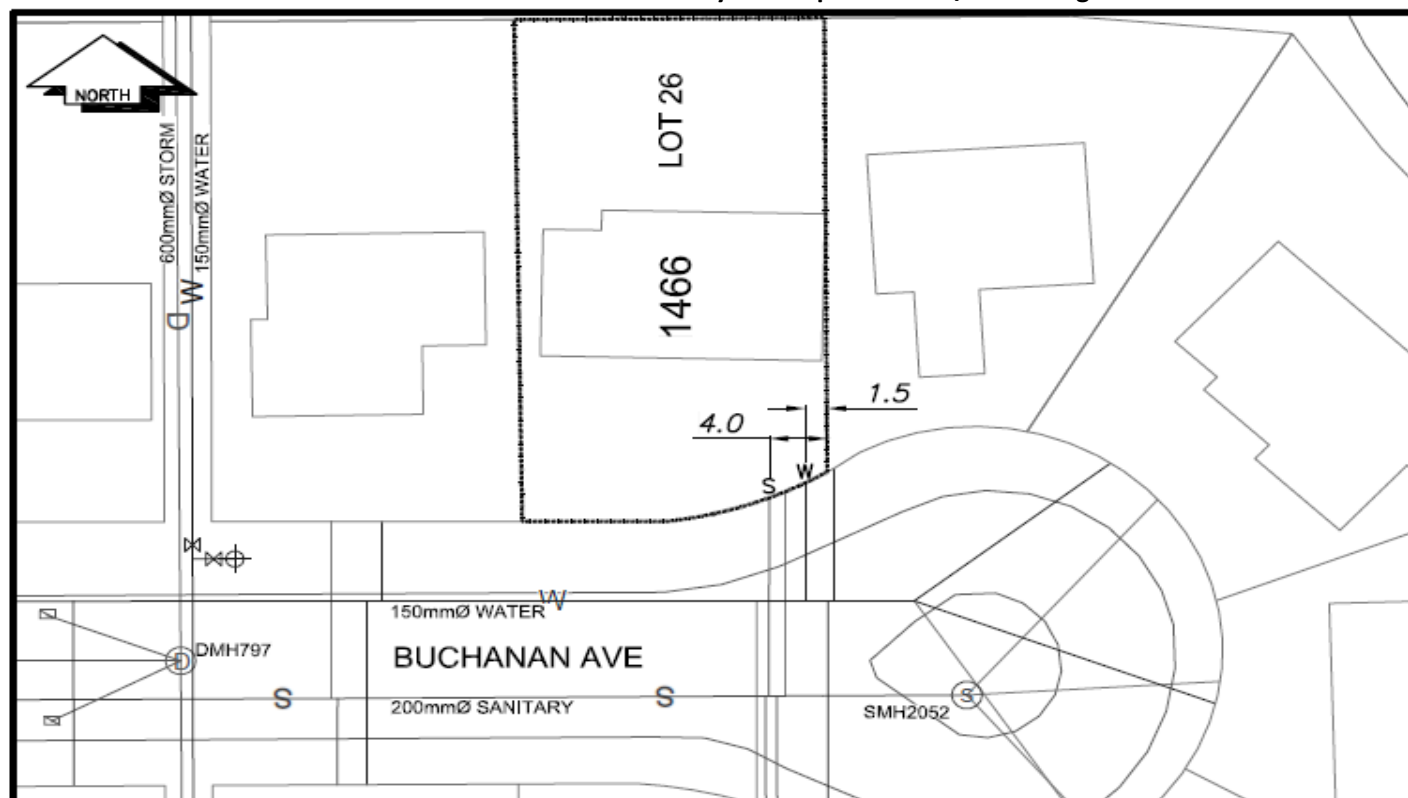 NORTH
600mmØ STORM
150mmØ WATER
D
W
LOT 26
1466
1.5
4.0
S
W
W
150mmØ WATER
BUCHANAN AVE
DMH797
D
S
S
200mmØ SANITARY
SMH2052
S